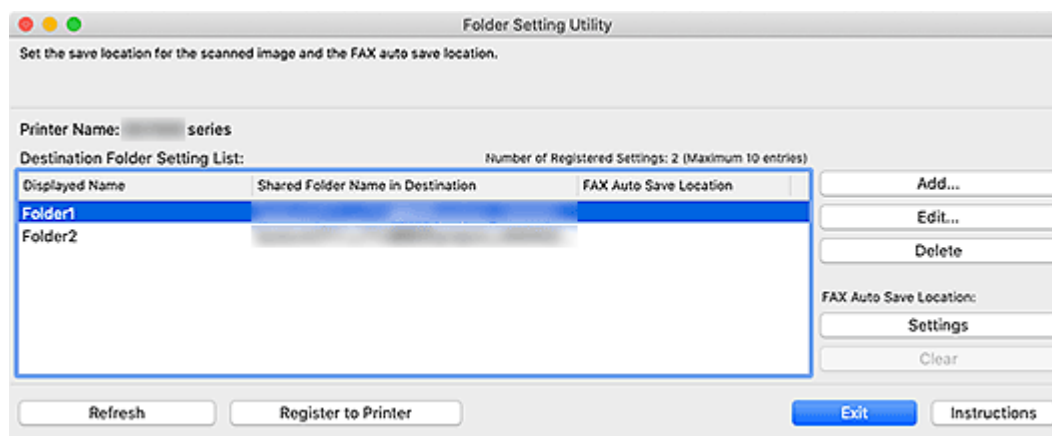 Folder Setting Utility
Set the save location for the scanned image and the FAX auto save location.
Printer Name: series
Destination Folder Setting List:
Number of Registered Settings: 2 (Maximum 10 entries)
Displayed Name Shared Folder Name in Destination FAX Auto Save Location
Folder1
Folder2
Add...
Edit...
Delete
FAX Auto Save Location:
Settings
Clear
Refresh Register to Printer Exit Instructions